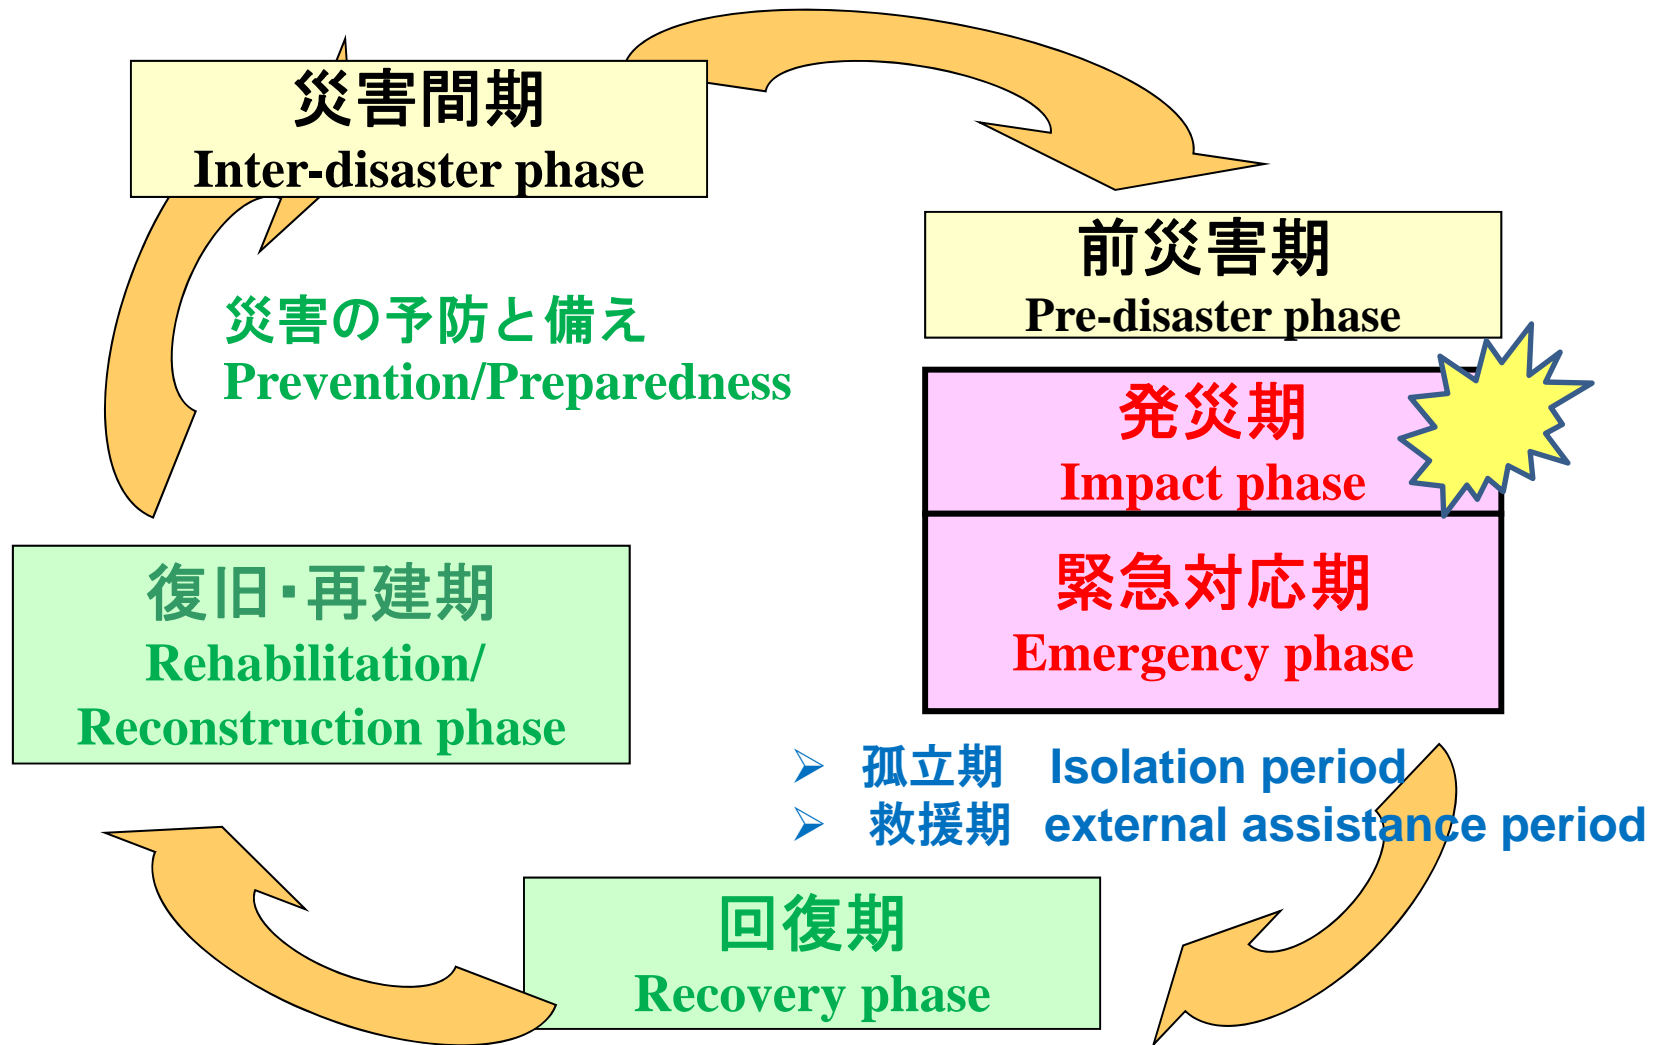 災害間期
Inter-disaster phase
前災害期
Pre-disaster phase
災害の予防と備え
Prevention/Preparedness
発災期
Impact phase
緊急対応期
Emergency phase
復旧・再建期
Rehabilitation/
Reconstruction phase
➢ 孤立期 Isolation period
➢ 救援期 external assistance period
回復期
Recovery phase